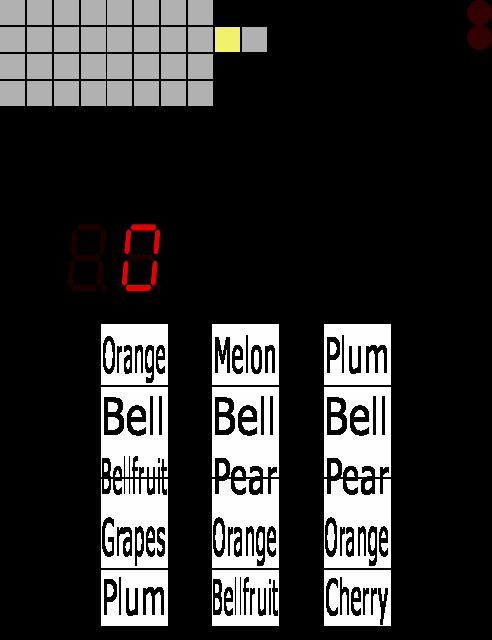 0
Orange Melon Plum
Bell Bell Bell
Bellfruit Pear Pear
Grapes Orange Orange
Plum Bellfruit Cherry